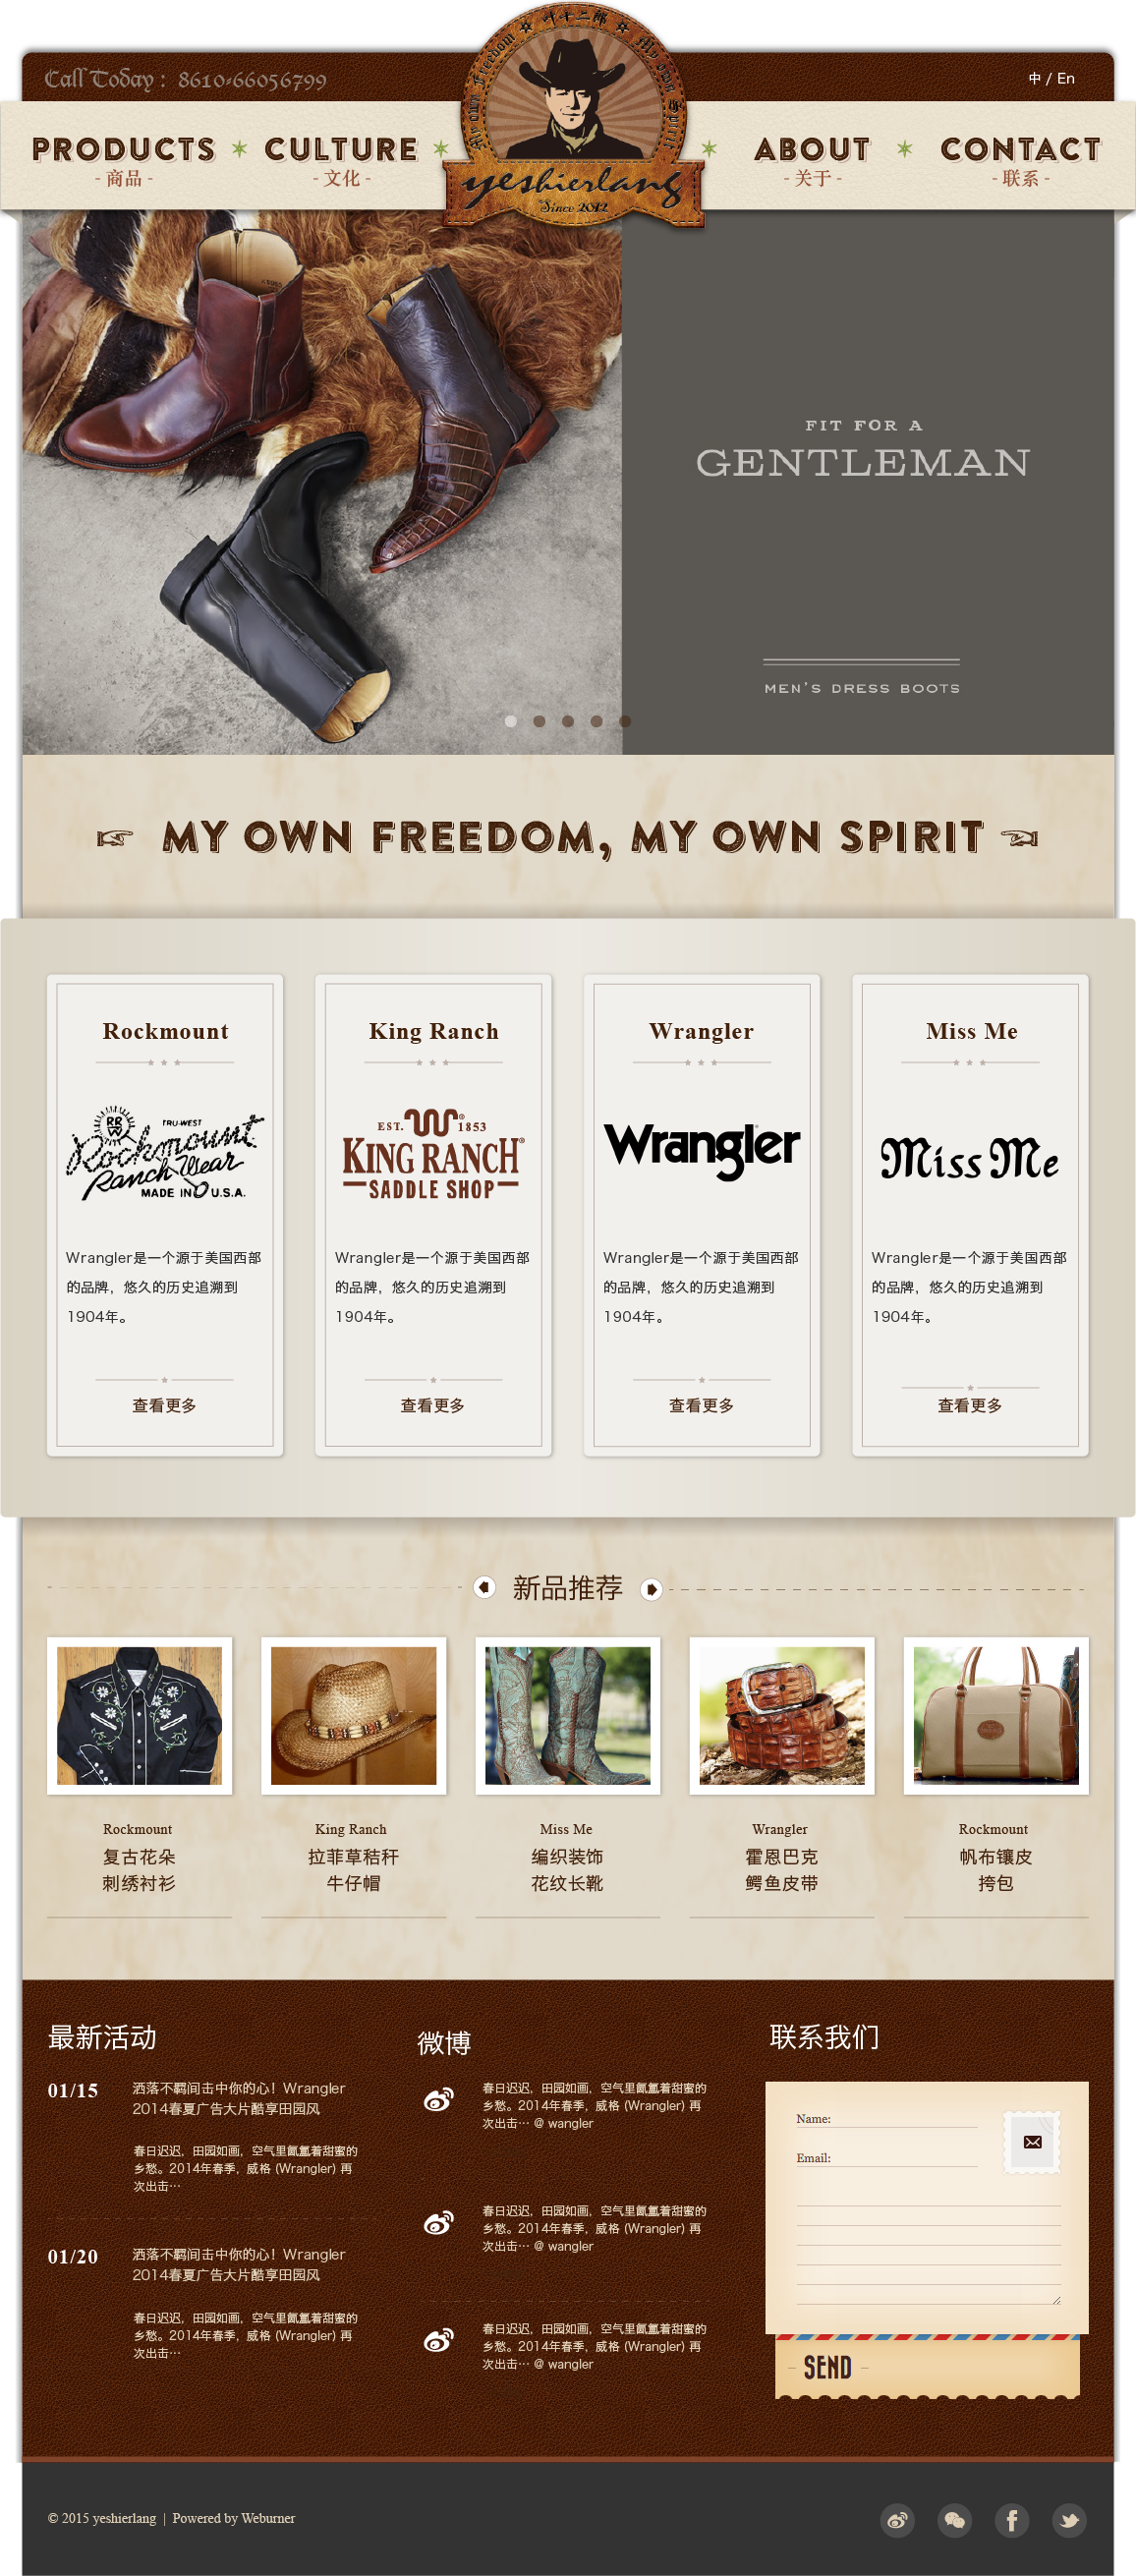 Call Today : 8610-66056799
叶十二郎
My own Freedom
My own Spirit
yeshierlang
Since 2012
中 / En
PRODUCTS
- 商品 -
CULTURE
- 文化 -
ABOUT
- 关于 -
CONTACT
- 联系 -
FIT FOR A
GENTLEMAN
MEN'S DRESS BOOTS
MY OWN FREEDOM, MY OWN SPIRIT
Rockmount
RR
W
TRU-WEST
Rockmount
Ranch Wear
MADE IN U.S.A.
Wrangler是一个源于美国西部
的品牌，悠久的历史追溯到
1904年。
查看更多
King Ranch
EST. 1853
KING RANCH®
SADDLE SHOP
Wrangler是一个源于美国西部
的品牌，悠久的历史追溯到
1904年。
查看更多
Wrangler
Wrangler
Wrangler是一个源于美国西部
的品牌，悠久的历史追溯到
1904年。
查看更多
Miss Me
Miss Me
Wrangler是一个源于美国西部
的品牌，悠久的历史追溯到
1904年。
查看更多
新品推荐
Rockmount
复古花朵
刺绣衬衫
King Ranch
拉菲草秸秆
牛仔帽
Miss Me
编织装饰
花纹长靴
Wrangler
霍恩巴克
鳄鱼皮带
Rockmount
帆布镶皮
挎包
最新活动
01/15
洒落不羁间击中你的心！Wrangler
2014春夏广告大片酷享田园风
春日迟迟，田园如画，空气里氤氲着甜蜜的
乡愁。2014年春季，威格 (Wrangler) 再
次出击…
01/20
洒落不羁间击中你的心！Wrangler
2014春夏广告大片酷享田园风
春日迟迟，田园如画，空气里氤氲着甜蜜的
乡愁。2014年春季，威格 (Wrangler) 再
次出击…
微博
春日迟迟，田园如画，空气里氤氲着甜蜜的
乡愁。2014年春季，威格 (Wrangler) 再
次出击… @ wangler
春日迟迟，田园如画，空气里氤氲着甜蜜的
乡愁。2014年春季，威格 (Wrangler) 再
次出击… @ wangler
春日迟迟，田园如画，空气里氤氲着甜蜜的
乡愁。2014年春季，威格 (Wrangler) 再
次出击… @ wangler
联系我们
Name:
Email:
SEND
© 2015 yeshierlang | Powered by Weburner